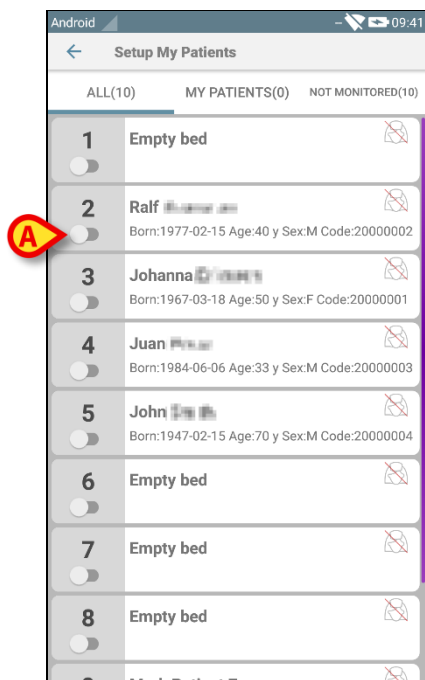 Android 09:41
Setup My Patients
ALL(10) MY PATIENTS(0) NOT MONITORED(10)
1 Empty bed
2 Ralf
A
Born:1977-02-15 Age:40 y Sex:M Code:20000002
3 Johanna
Born:1967-03-18 Age:50 y Sex:F Code:20000001
4 Juan
Born:1984-06-06 Age:33 y Sex:M Code:20000003
5 John
Born:1947-02-15 Age:70 y Sex:M Code:20000004
6 Empty bed
7 Empty bed
8 Empty bed